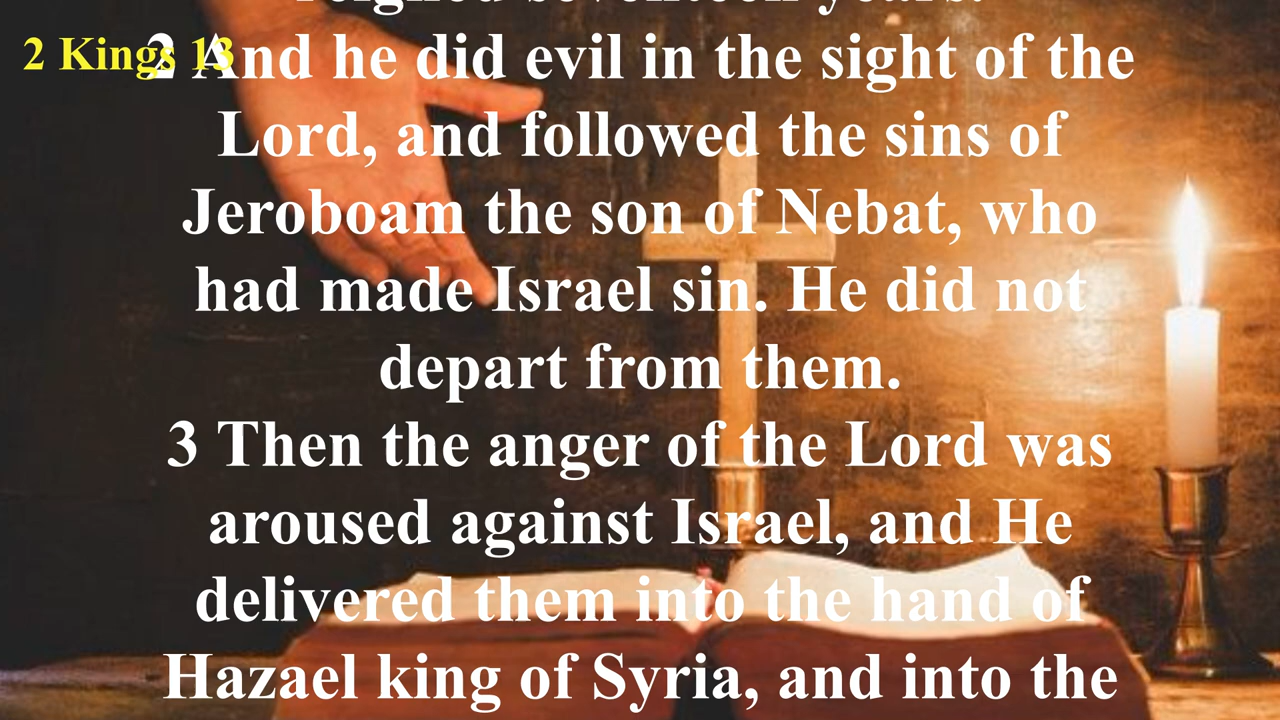 reigned seventeen years.
2 Kings 13
2 And he did evil in the sight of the
Lord, and followed the sins of
Jeroboam the son of Nebat, who
had made Israel sin. He did not
depart from them.
3 Then the anger of the Lord was
aroused against Israel, and He
delivered them into the hand of
Hazael king of Syria, and into the